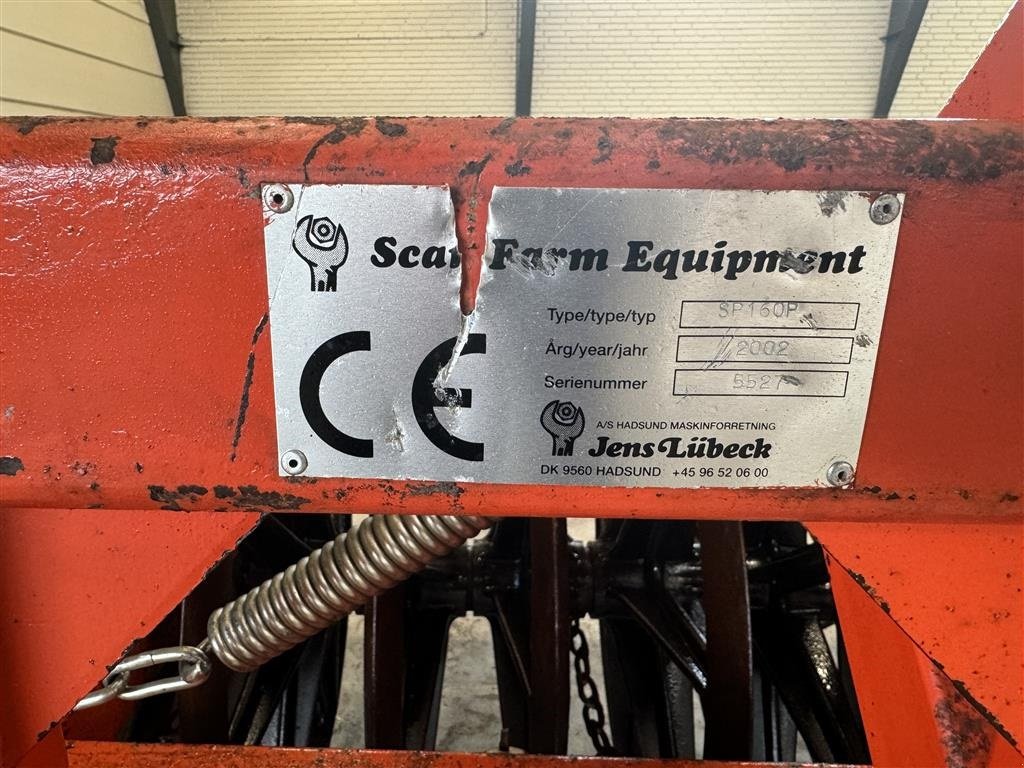 Scan Farm Equipment
Type/type/typ SP160P
Årg/year/jahr 2002
Serienummer 5527
CE
A/S HADSUND MASKINFORRETNING
Jens Lübeck
DK 9560 HADSUND +45 96 52 06 00